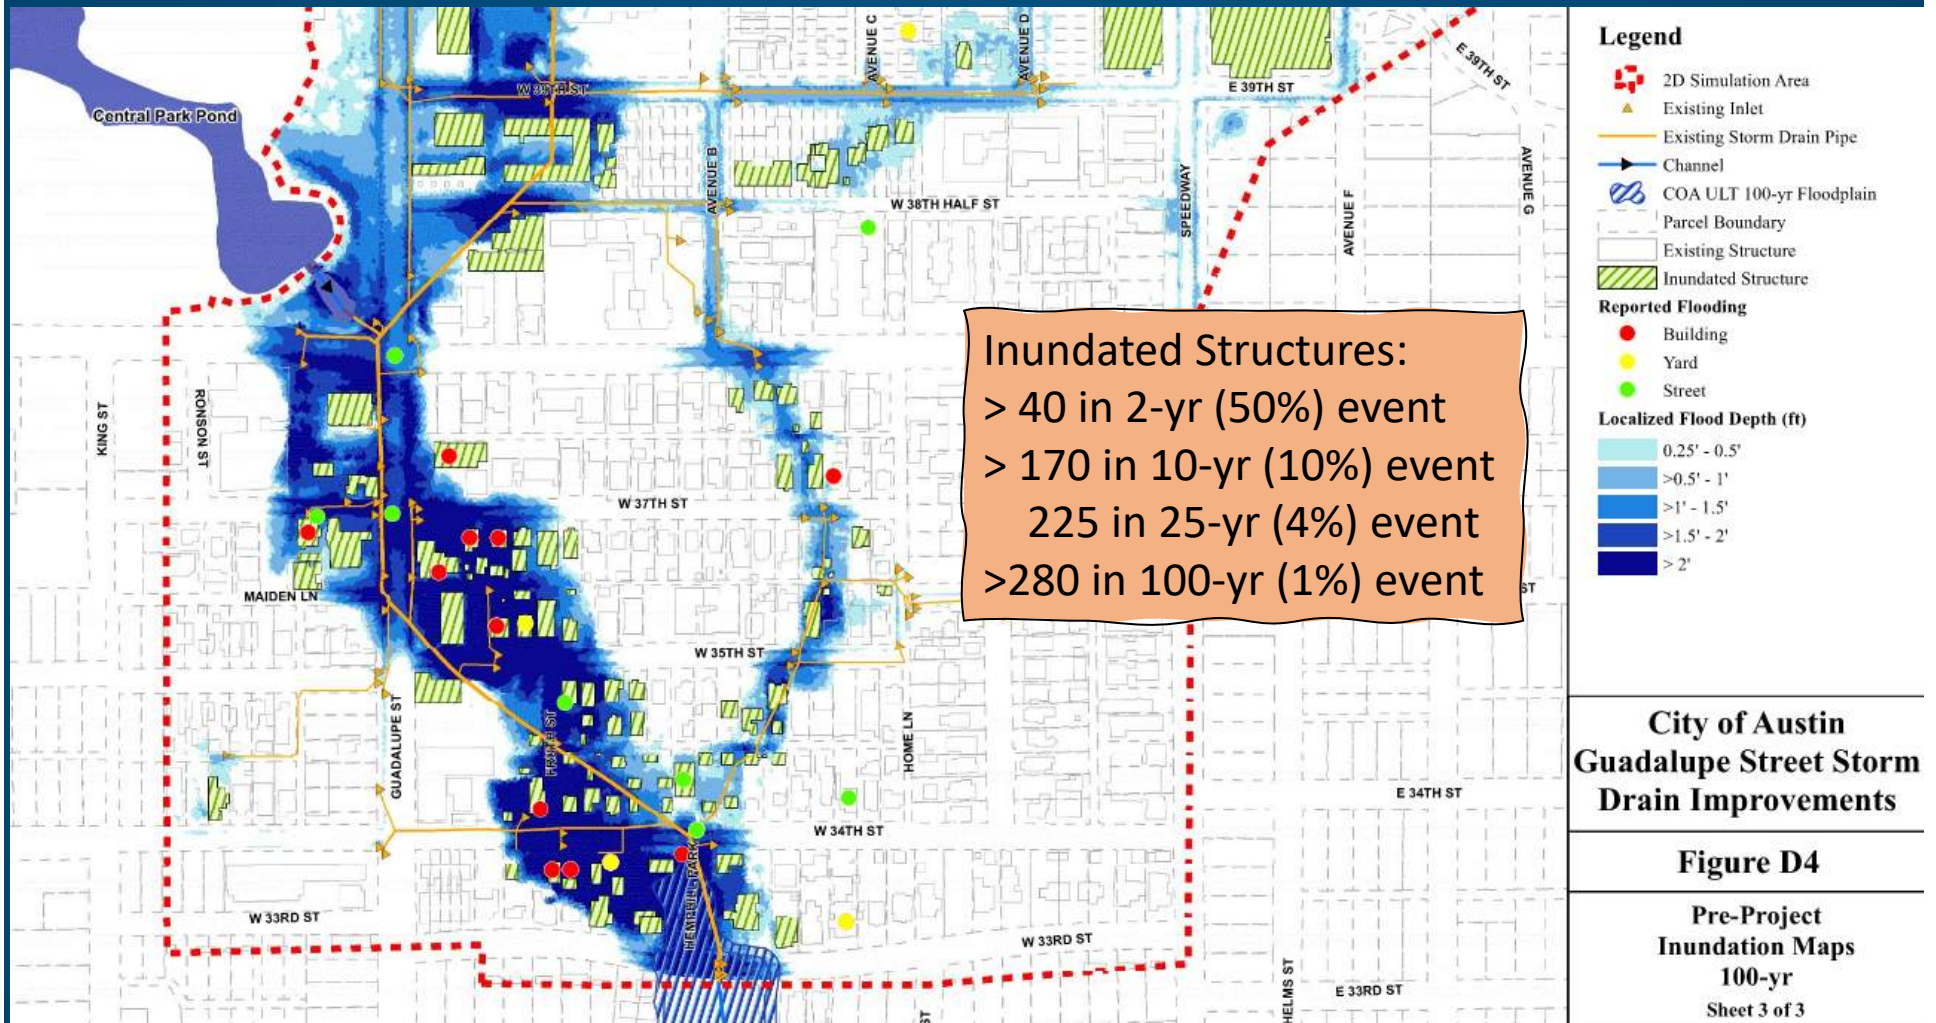 AVENUE C
AVENUE D
E 39TH ST
W 39TH ST
E 39TH ST
Central Park Pond
AVENUE B
SPEEDWAY
AVENUE F
AVENUE G
W 38TH HALF ST
KING ST
RONSON ST
W 37TH ST
MAIDEN LN
W 35TH ST
ST
GUADALUPE ST
HOME LN
E 34TH ST
W 34TH ST
HEMPHILL PARK
W 33RD ST
W 33RD ST
HELMS ST
E 33RD ST
ST
Inundated Structures:
> 40 in 2-yr (50%) event
> 170 in 10-yr (10%) event
225 in 25-yr (4%) event
>280 in 100-yr (1%) event
Legend
2D Simulation Area
Existing Inlet
Existing Storm Drain Pipe
Channel
COA ULT 100-yr Floodplain
Parcel Boundary
Existing Structure
Inundated Structure
Reported Flooding
Building
Yard
Street
Localized Flood Depth (ft)
0.25' - 0.5'
>0.5' - 1'
>1' - 1.5'
>1.5' - 2'
> 2'
City of Austin
Guadalupe Street Storm
Drain Improvements
Figure D4
Pre-Project
Inundation Maps
100-yr
Sheet 3 of 3